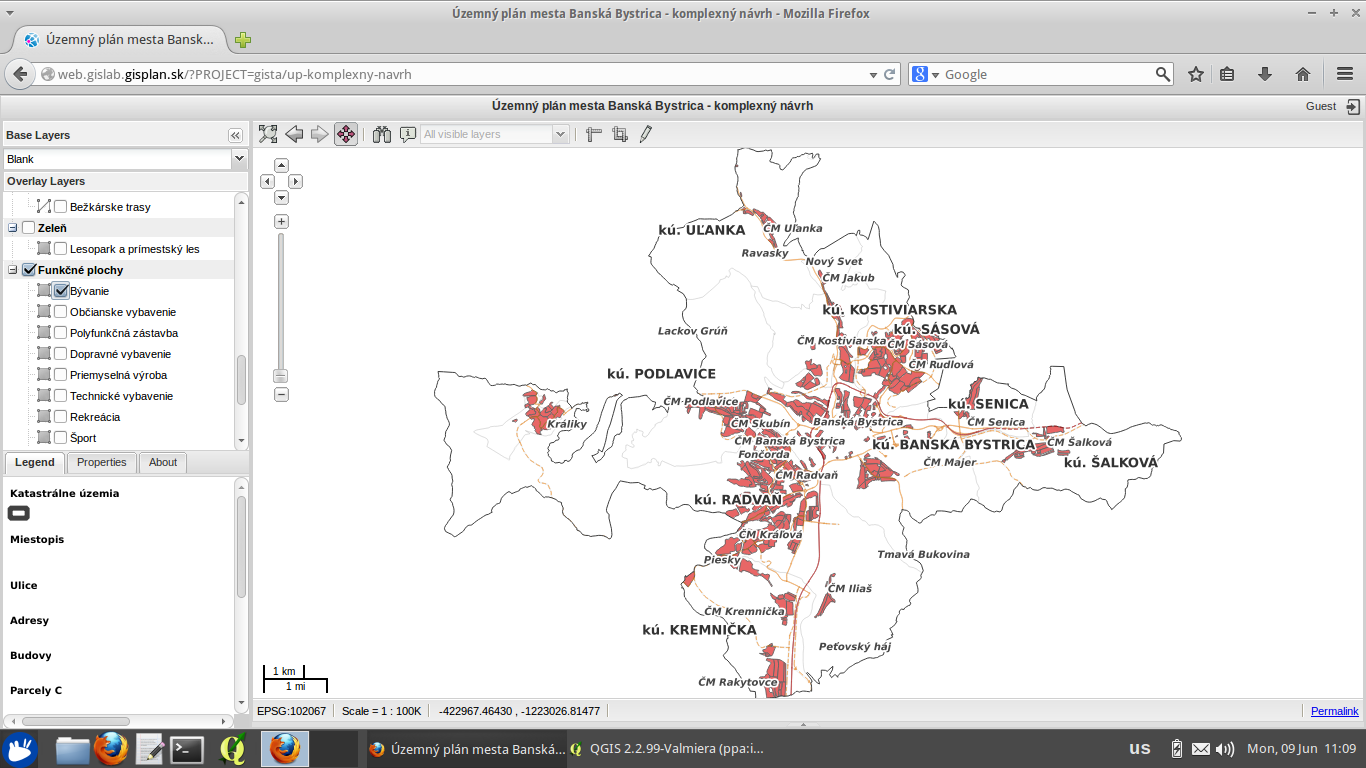 Územný plán mesta Banská Bystrica - komplexný návrh - Mozilla Firefox
Územný plán mesta Bansk...
web.gislab.gisplan.sk/?PROJECT=gista/up-komplexny-navrh
Google
Územný plán mesta Banská Bystrica - komplexný návrh
Guest
Base Layers
All visible layers
Blank
Overlay Layers
Bežkárske trasy
Zeleň
Lesopark a prímestský les
Funkčné plochy
Bývanie
Občianske vybavenie
Polyfunkčná zástavba
Dopravné vybavenie
Priemyselná výroba
Technické vybavenie
Rekreácia
Šport
Legend
Properties
About
Katastrálne územia
Miestopis
Ulice
Adresy
Budovy
Parcely C
kú. UĽANKA
ČM Uľanka
Ravasky
Nový Svet
ČM Jakub
kú. KOSTIVIARSKA
kú. SÁSOVÁ
Lackov Grúň
ČM Kostiviarska
ČM Sásová
ČM Rudlová
kú. PODLAVICE
ČM Podlavice
kú. SENICA
Králiky
ČM Skubín
Banská Bystrica
ČM Senica
ČM Banská Bystrica
kú. BANSKÁ BYSTRICA
ČM Šalková
Fončorda
ČM Majer
kú. ŠALKOVÁ
ČM Radvaň
kú. RADVAŇ
ČM Kráľová
Piesky
Tmavá Bukovina
ČM Iliaš
ČM Kremnička
kú. KREMNIČKA
Peťovský háj
ČM Rakytovce
1 km
1 mi
EPSG:102067
Scale = 1 : 100K
-422967.46430 , -1223026.81477
Permalink
Územný plán mesta Banská...
QGIS 2.2.99-Valmiera (ppa:i...
us
Mon, 09 Jun 11:09